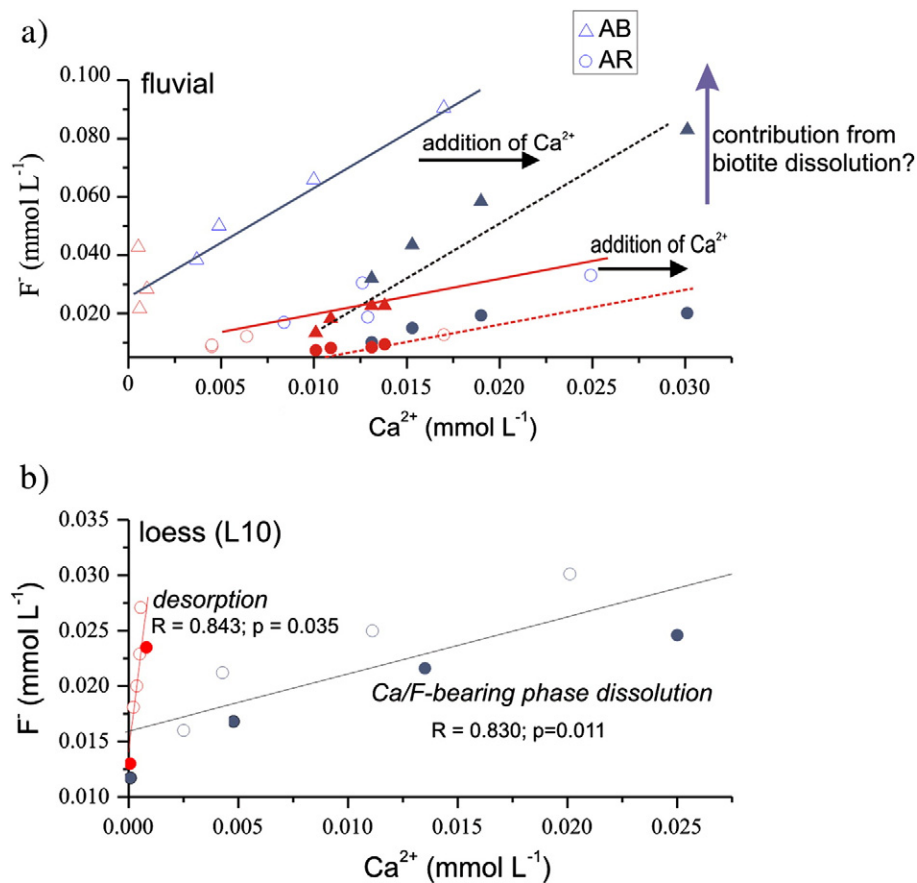 a)
AB
AR
fluvial
0.100
0.080
0.060
0.040
0.020
F⁻ (mmol L⁻¹)
addition of Ca²⁺
contribution from
biotite dissolution?
addition of Ca²⁺
0 0.005 0.010 0.015 0.020 0.025 0.030
Ca²⁺ (mmol L⁻¹)
b)
loess (L10)
0.035
0.030
0.025
0.020
0.015
0.010
F⁻ (mmol L⁻¹)
desorption
R = 0.843; p = 0.035
Ca/F-bearing phase dissolution
R = 0.830; p=0.011
0.000 0.005 0.010 0.015 0.020 0.025
Ca²⁺ (mmol L⁻¹)